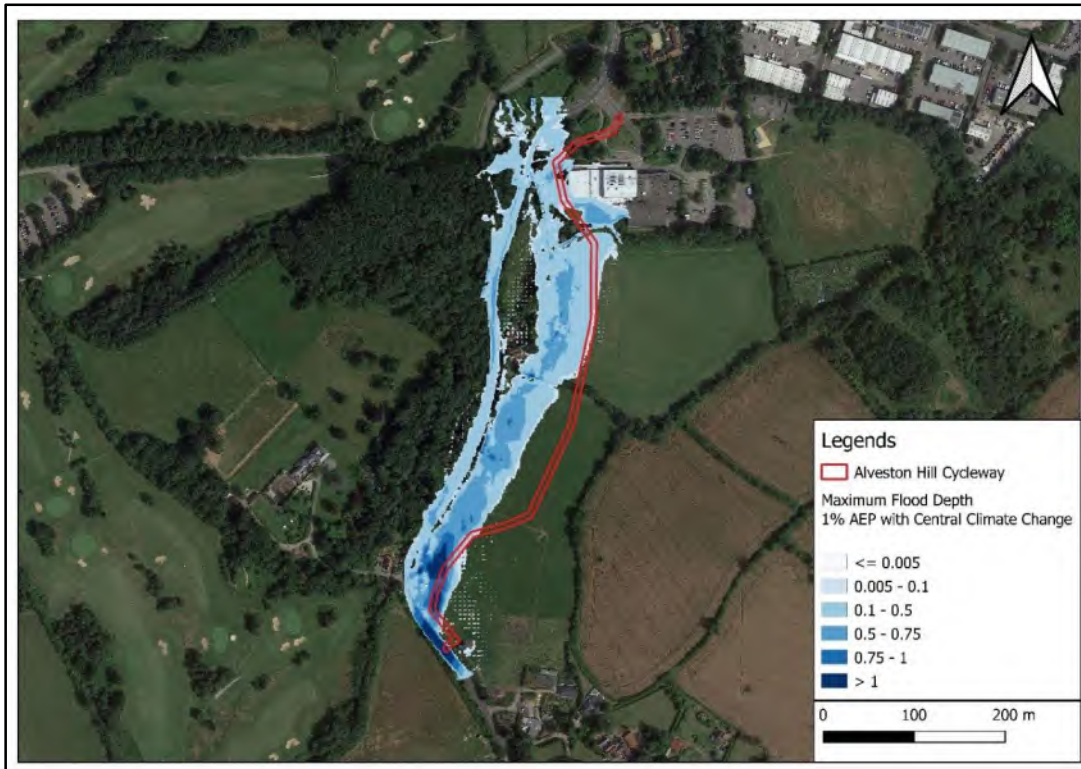 Legends
Alveston Hill Cycleway
Maximum Flood Depth
1% AEP with Central Climate Change
<= 0.005
0.005 - 0.1
0.1 - 0.5
0.5 - 0.75
0.75 - 1
> 1
0 100 200 m